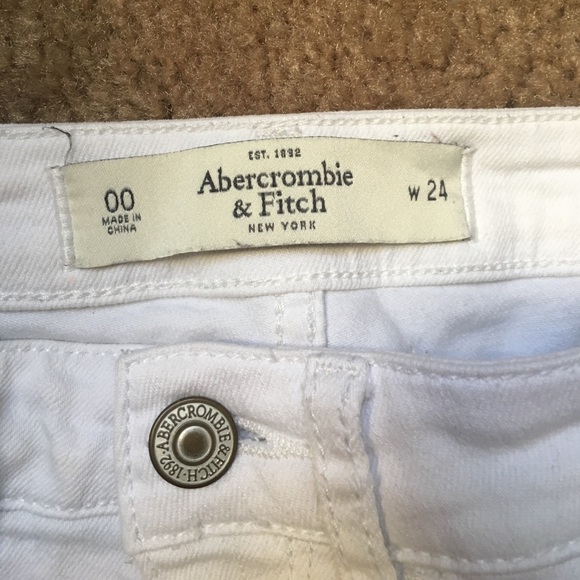 EST. 1892
Abercrombie
& Fitch
NEW YORK
00
MADE IN
CHINA
W 24
ABERCROMBIE & FITCH · 1892 ·